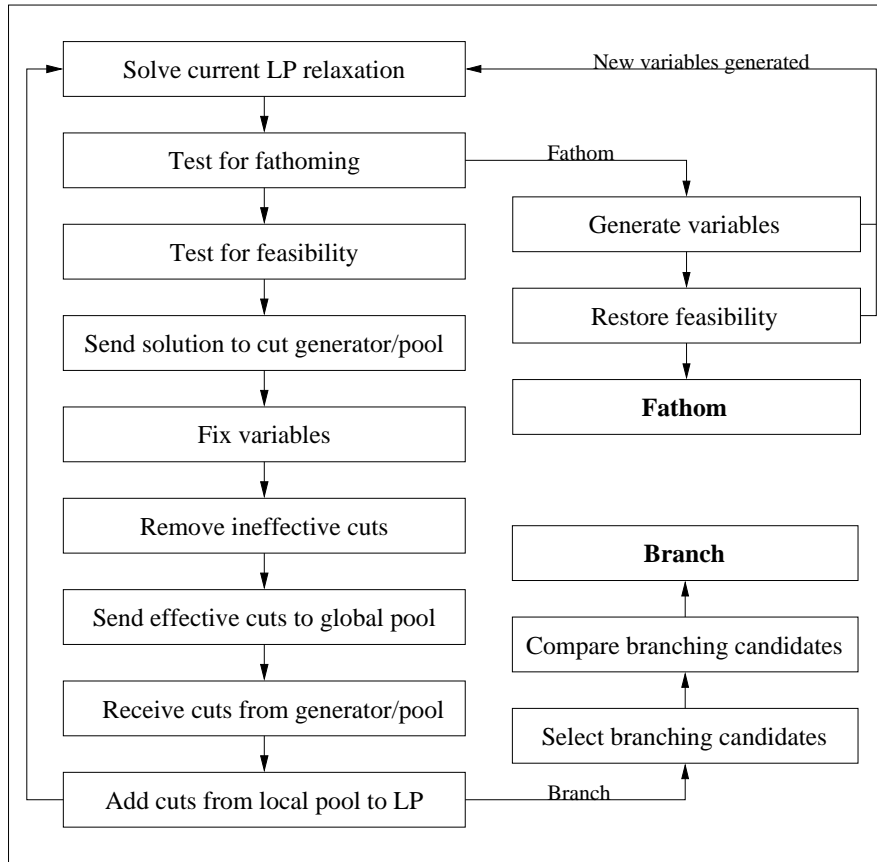 Solve current LP relaxation
New variables generated
Test for fathoming
Fathom
Generate variables
Test for feasibility
Restore feasibility
Send solution to cut generator/pool
Fathom
Fix variables
Remove ineffective cuts
Branch
Send effective cuts to global pool
Compare branching candidates
Receive cuts from generator/pool
Select branching candidates
Add cuts from local pool to LP
Branch